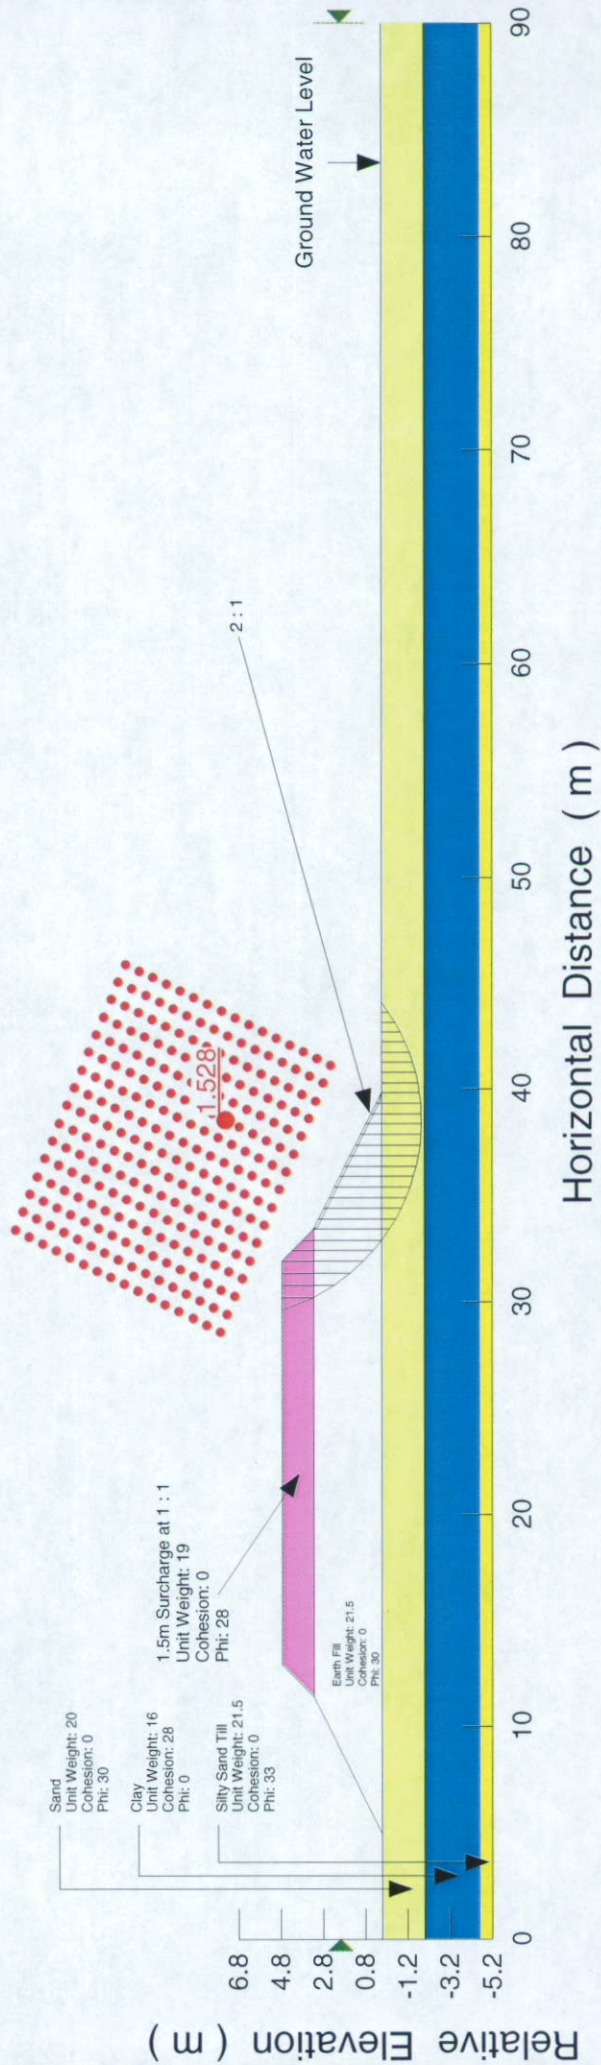 Sand
Unit Weight: 20
Cohesion: 0
Phi: 30
Clay
Unit Weight: 16
Cohesion: 28
Phi: 0
Silty Sand Till
Unit Weight: 21.5
Cohesion: 0
Phi: 33
1.5m Surcharge at 1 : 1
Unit Weight: 19
Cohesion: 0
Phi: 28
Earth Fill
Unit Weight: 21.5
Cohesion: 0
Phi: 30
1.528
2 : 1
Ground Water Level
Relative Elevation ( m )
6.8
4.8
2.8
0.8
-1.2
-3.2
-5.2
0
10
20
30
40
50
60
70
80
90
Horizontal Distance ( m )